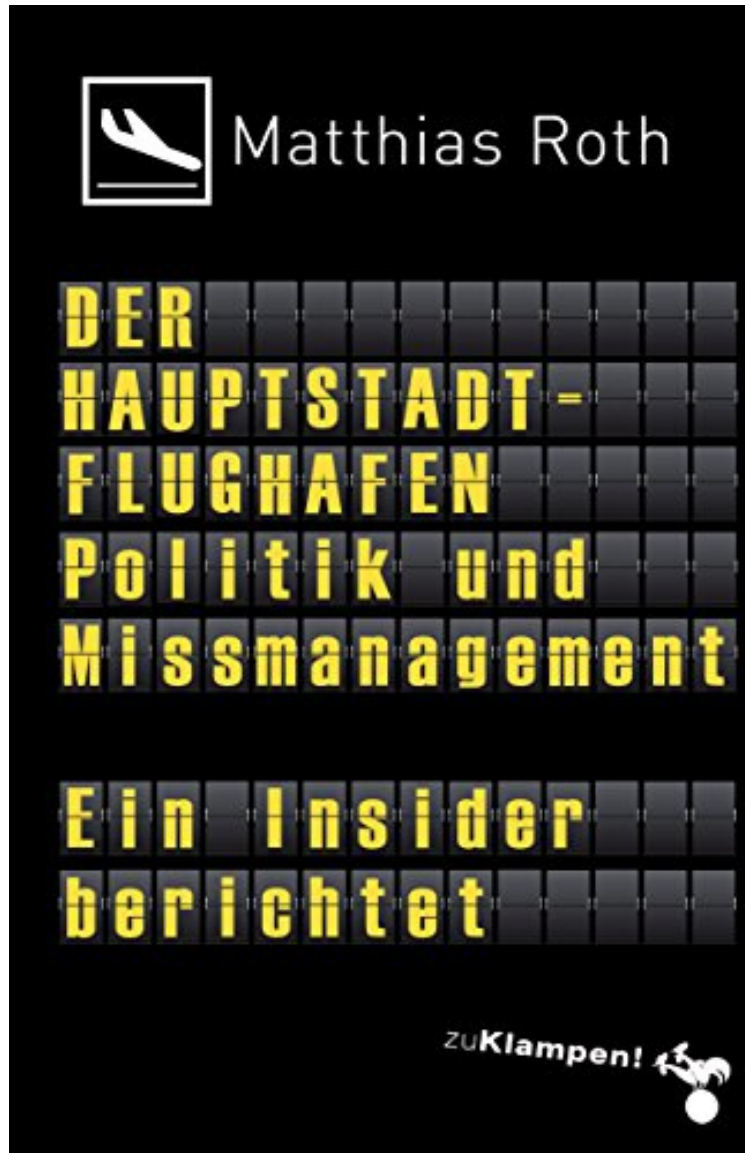 Matthias Roth
DER
HAUPTSTADT-
FLUGHAFEN
Politik und
Missmanagement
Ein Insider
berichtet
zuKlampen!